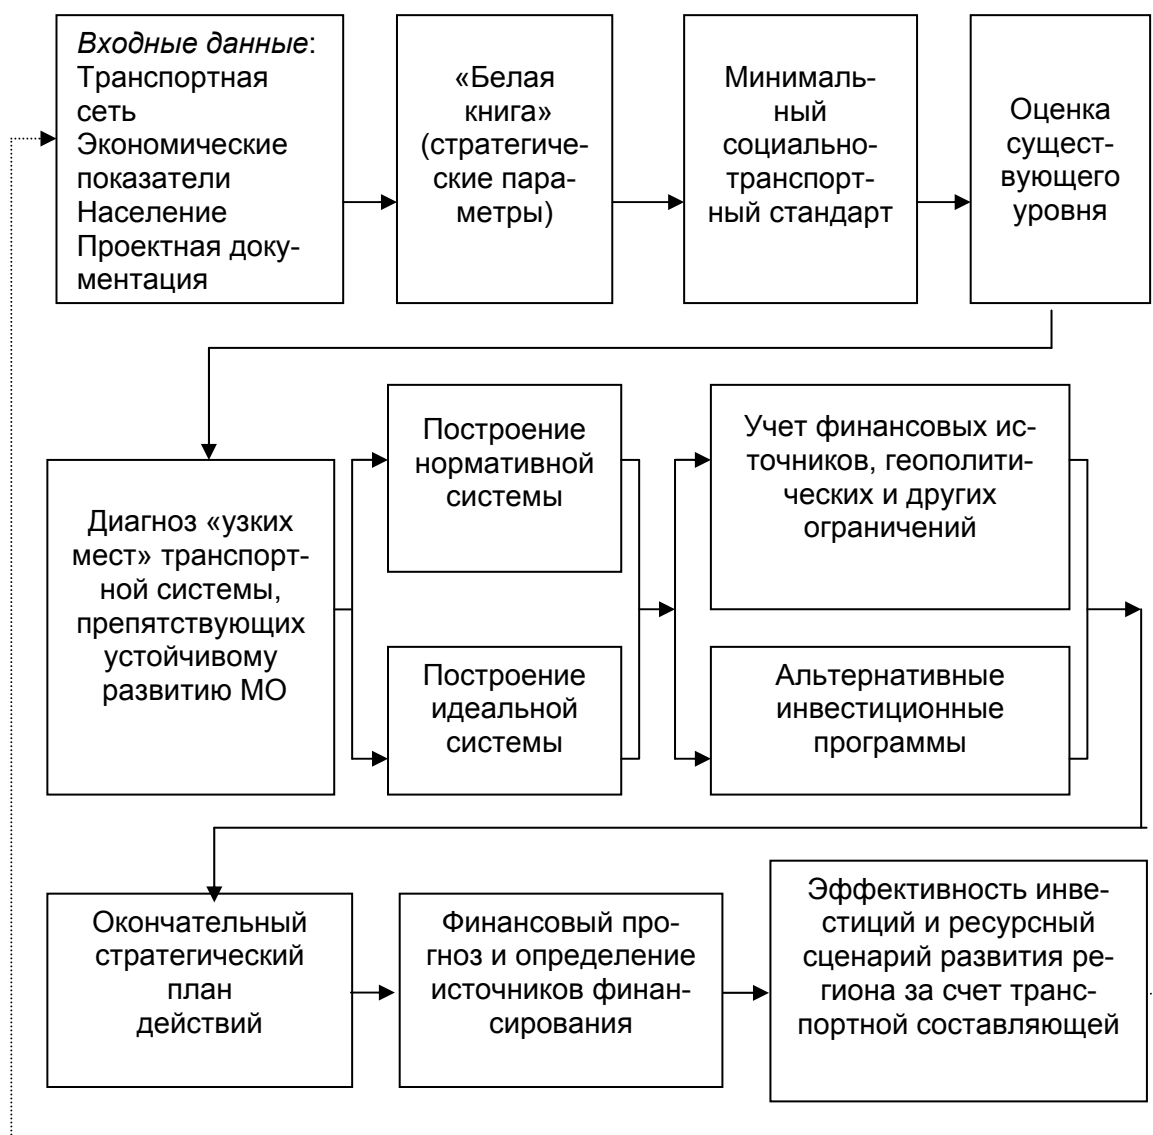 Входные данные:
Транспортная
сеть
Экономические
показатели
Население
Проектная доку-
ментация
«Белая
книга»
(стратегиче-
ские пара-
метры)
Минималь-
ный
социально-
транспорт-
ный стандарт
Оценка
сущест-
вующего
уровня
Диагноз «узких
мест» транспорт-
ной системы,
препятствующих
устойчивому
развитию МО
Построение
нормативной
системы
Построение
идеальной
системы
Учет финансовых ис-
точников, геополити-
ческих и других
ограничений
Альтернативные
инвестиционные
программы
Окончательный
стратегический
план
действий
Финансовый про-
гноз и определение
источников финан-
сирования
Эффективность инве-
стиций и ресурсный
сценарий развития ре-
гиона за счет транс-
портной составляющей